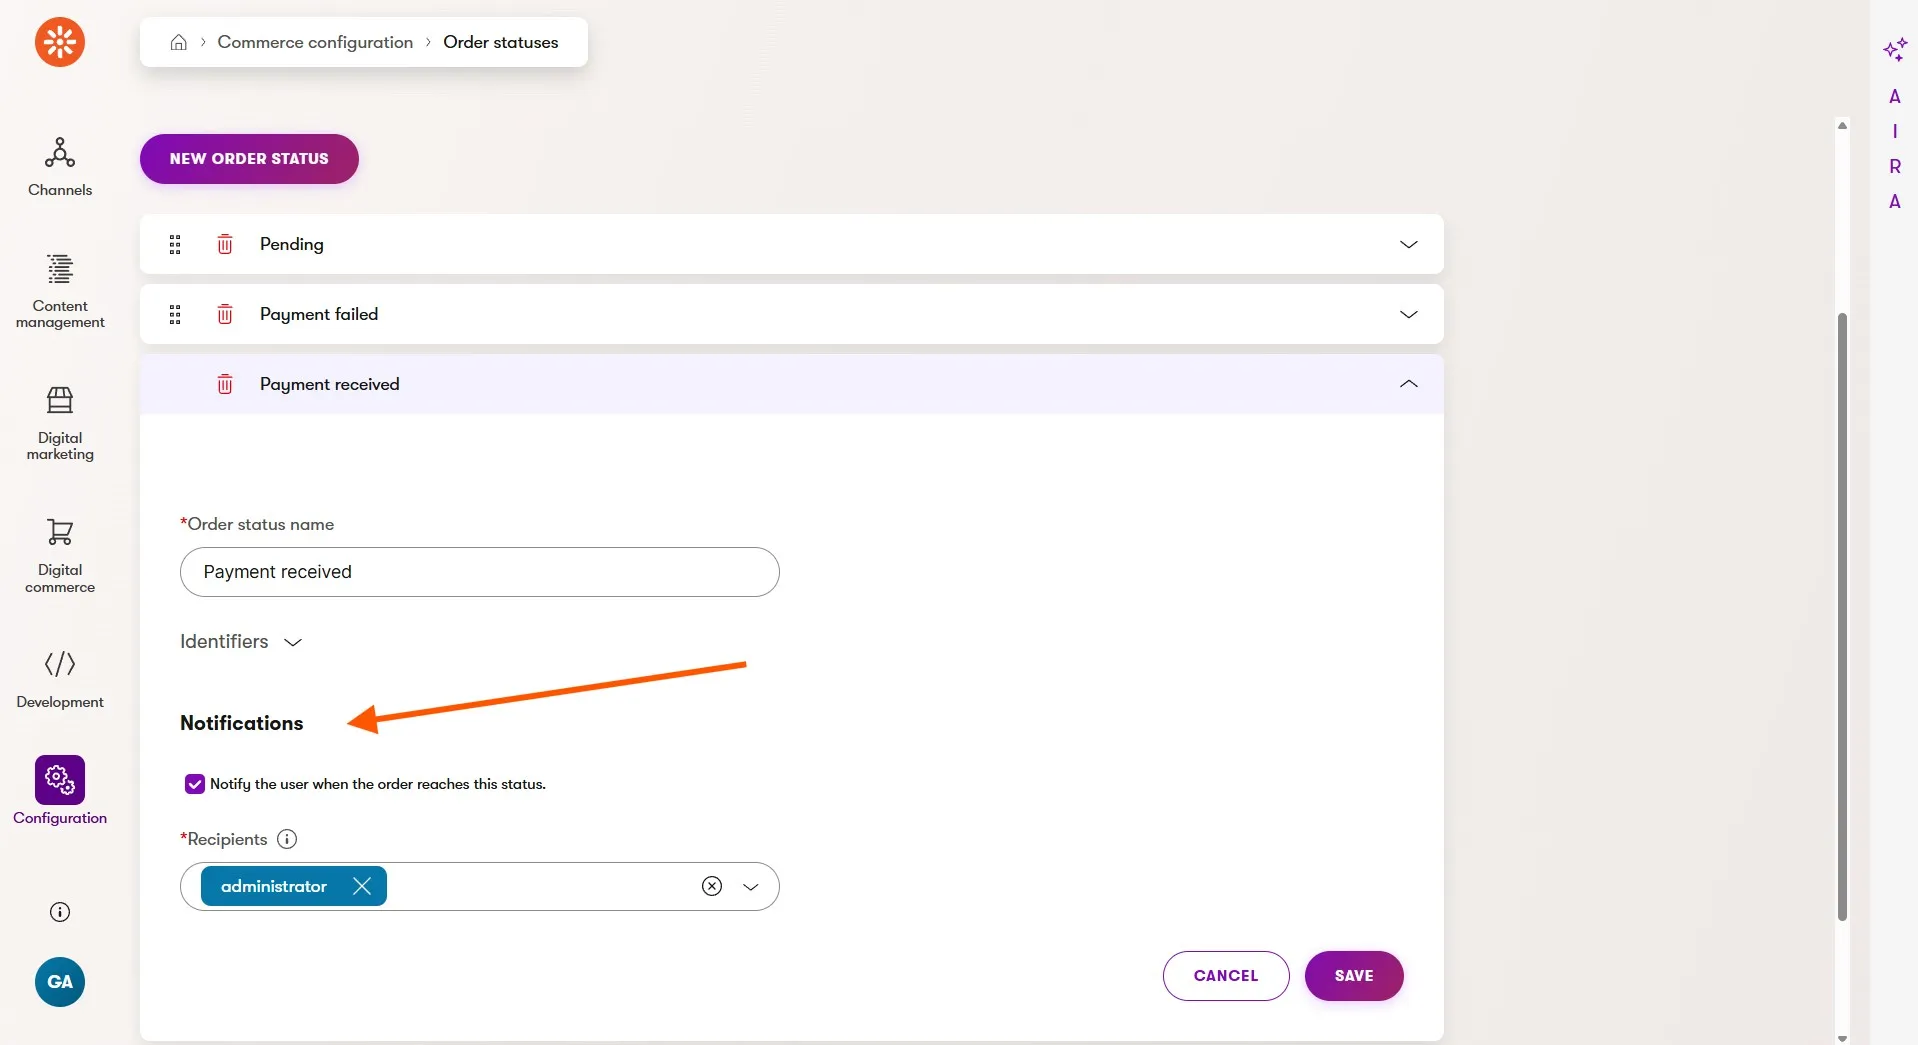 Commerce configuration
Order statuses
A
I
R
A
Channels
Content
management
Digital
marketing
Digital
commerce
Development
Configuration
GA
NEW ORDER STATUS
Pending
Payment failed
Payment received
*Order status name
Payment received
Identifiers
Notifications
Notify the user when the order reaches this status.
*Recipients
administrator
CANCEL
SAVE